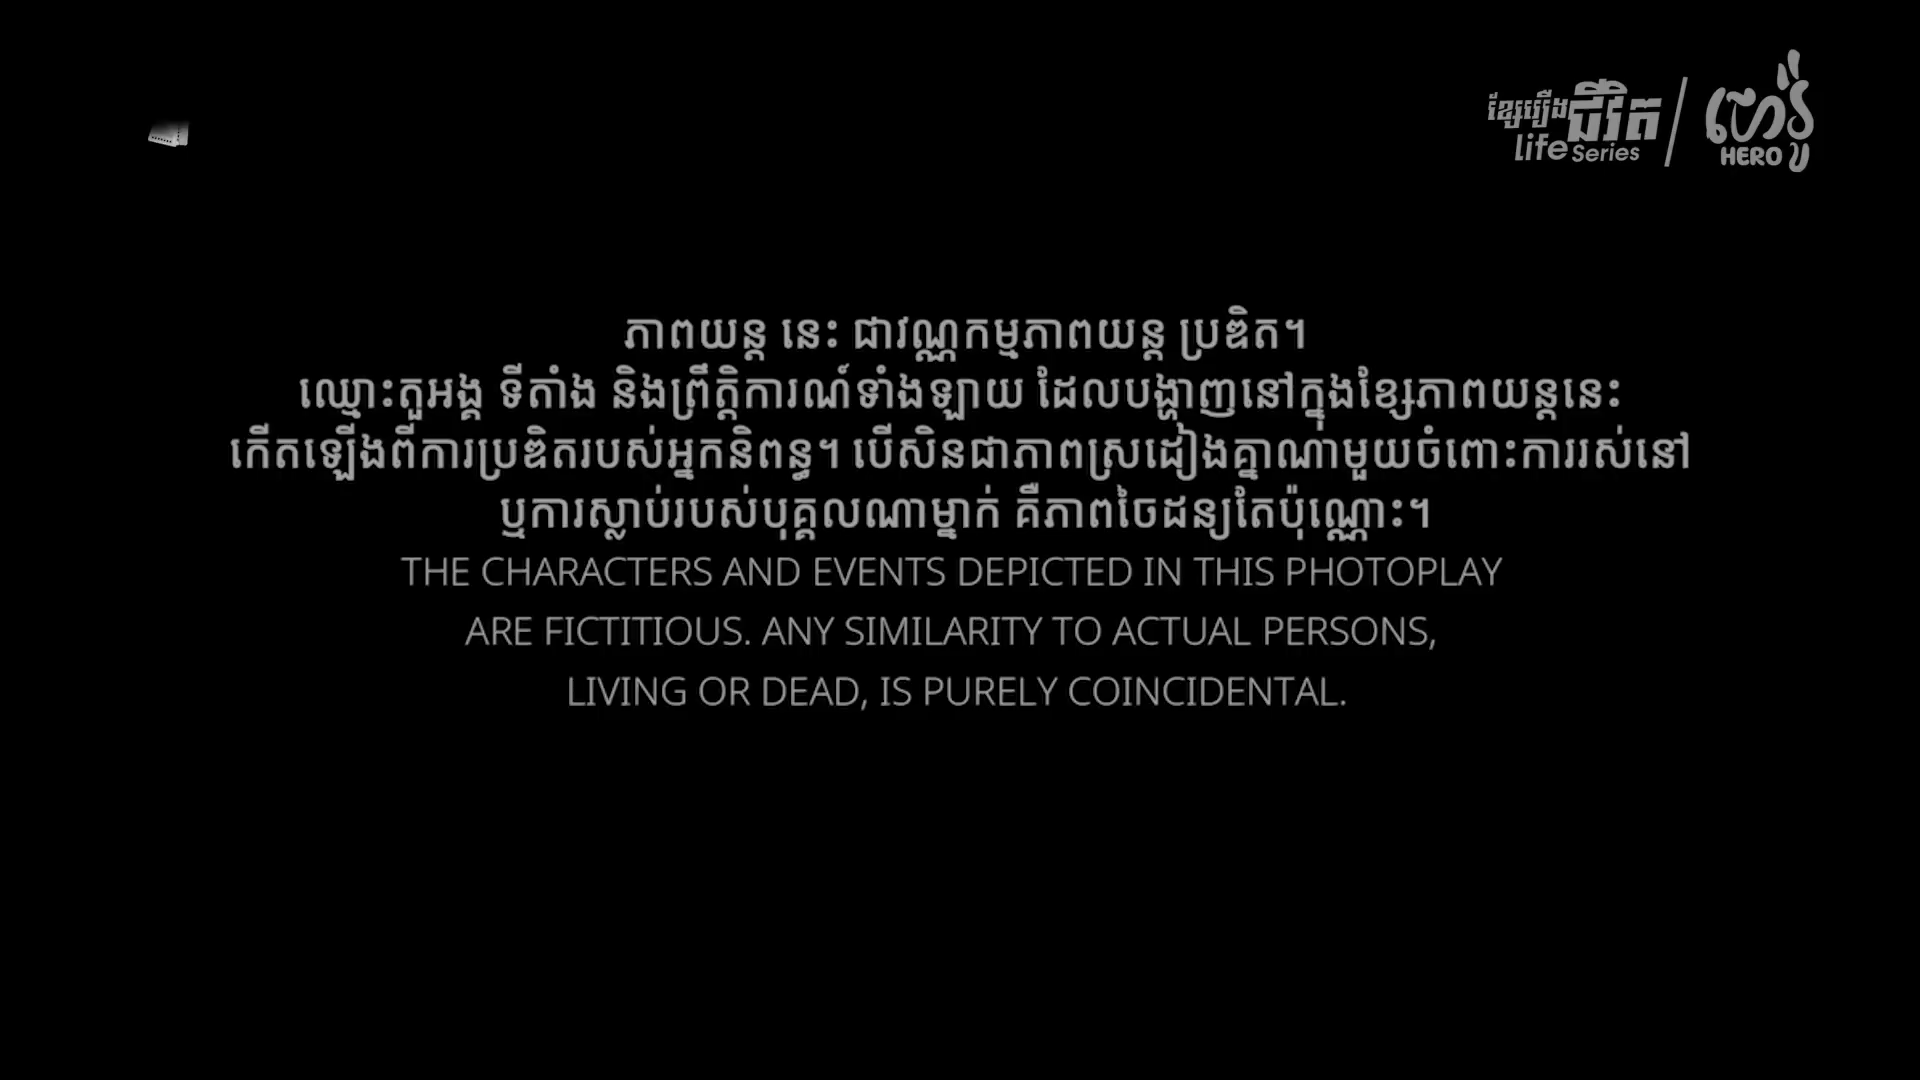 ខ្សែរឿងជីវិត
life Series
ហេរ៉ូ
HERO
ភាពយន្ត នេះ ជាវណ្ណកម្មភាពយន្ត ប្រឌិត។
ឈ្មោះតួអង្គ ទីតាំង និងព្រឹត្តិការណ៍ទាំងឡាយ ដែលបង្ហាញនៅក្នុងខ្សែភាពយន្តនេះ
កើតឡើងពីការប្រឌិតរបស់អ្នកនិពន្ធ។ បើសិនជាភាពស្រដៀងគ្នាណាមួយចំពោះការរស់នៅ
ឬការស្លាប់របស់បុគ្គលណាម្នាក់ គឺភាពចៃដន្យតែប៉ុណ្ណោះ។
THE CHARACTERS AND EVENTS DEPICTED IN THIS PHOTOPLAY
ARE FICTITIOUS. ANY SIMILARITY TO ACTUAL PERSONS,
LIVING OR DEAD, IS PURELY COINCIDENTAL.